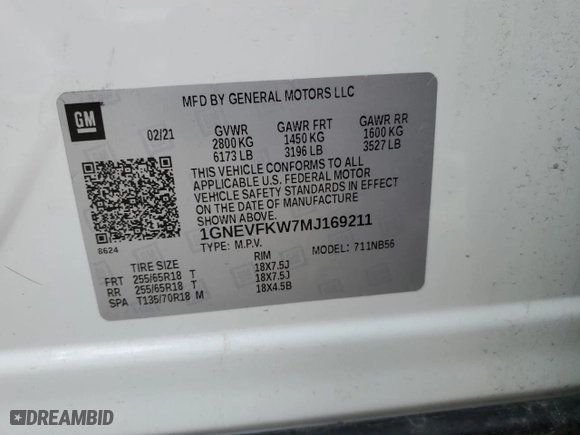 MFD BY GENERAL MOTORS LLC
GM
02/21 GVWR GAWR FRT GAWR RR
2800 KG 1450 KG 1600 KG
6173 LB 3196 LB 3527 LB
THIS VEHICLE CONFORMS TO ALL
APPLICABLE U.S. FEDERAL MOTOR
VEHICLE SAFETY STANDARDS IN EFFECT
ON THE DATE OF MANUFACTURE
SHOWN ABOVE.
1GNEVFKW7MJ169211
6624 TYPE: M.P.V. MODEL: 711NB56
TIRE SIZE RIM
FRT 255/65R18 T 18X7.5J
RR 255/65R18 T 18X7.5J
SPA T135/70R18 M 18X4.5B
DREAMBID